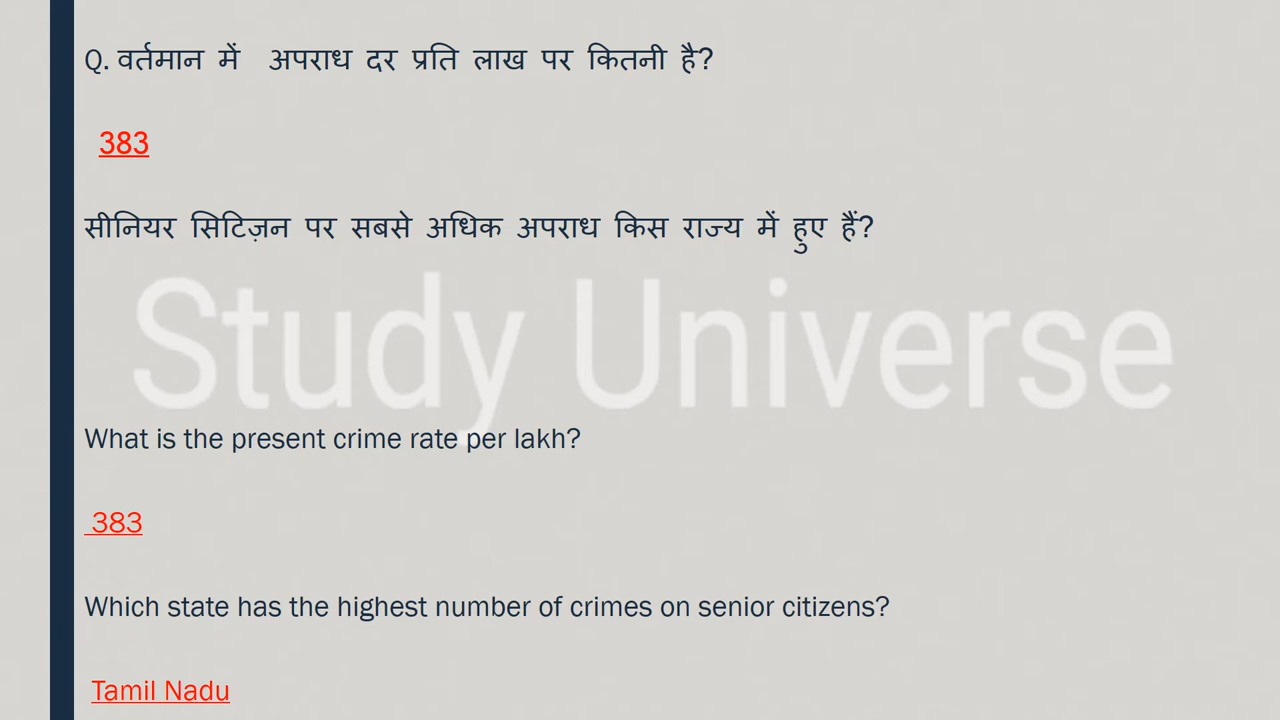 Q. वर्तमान में अपराध दर प्रति लाख पर कितनी है?
383
सीनियर सिटिज़न पर सबसे अधिक अपराध किस राज्य में हुए हैं?
Study Universe
What is the present crime rate per lakh?
383
Which state has the highest number of crimes on senior citizens?
Tamil Nadu